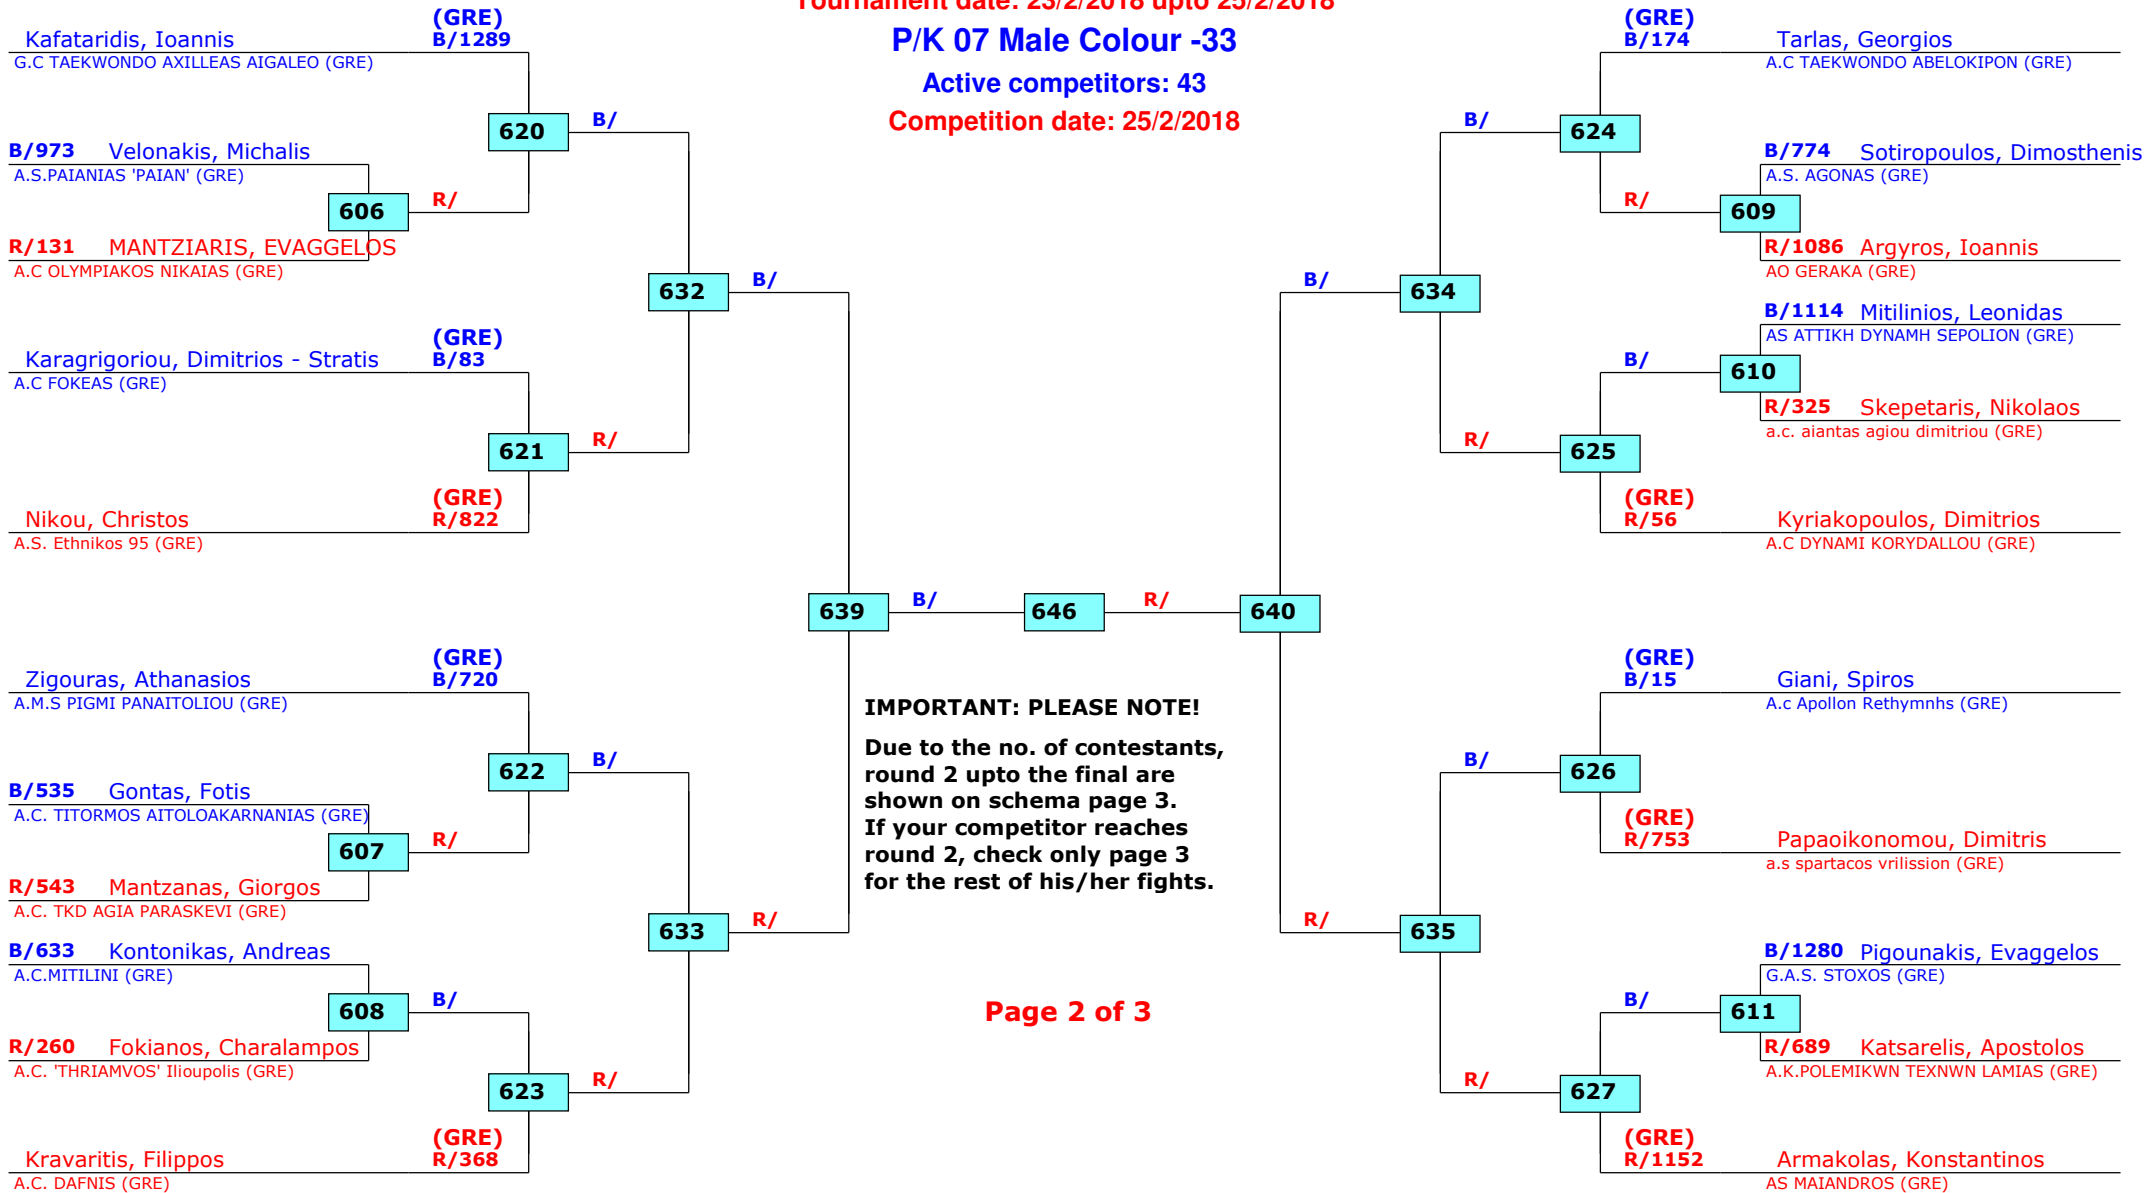 Tournament date: 23/2/2018 upto 25/2/2018
P/K 07 Male Colour -33
Active competitors: 43
Competition date: 25/2/2018
(GRE)
Kafataridis, Ioannis B/1289
G.C TAEKWONDO AXILLEAS AIGALEO (GRE)
620 B/
B/973 Velonakis, Michalis
A.S.PAIANIAS 'PAIAN' (GRE)
606 R/
R/131 MANTZIARIS, EVAGGELOS
A.C OLYMPIAKOS NIKAIAS (GRE)
632 B/
(GRE)
Karagrigoriou, Dimitrios - Stratis B/83
A.C FOKEAS (GRE)
621 R/
(GRE)
Nikou, Christos R/822
A.S. Ethnikos 95 (GRE)
639 B/ 646 R/ 640
(GRE)
Zigouras, Athanasios B/720
A.M.S PIGMI PANAITOLIOU (GRE)
622 B/
B/535 Gontas, Fotis
A.C. TITORMOS AITOLOAKARNANIAS (GRE)
607 R/
R/543 Mantzanas, Giorgos
A.C. TKD AGIA PARASKEVI (GRE)
633 R/
B/633 Kontonikas, Andreas
A.C.MITILINI (GRE)
608 B/
R/260 Fokianos, Charalampos
A.C. 'THRIAMVOS' Ilioupolis (GRE)
623 R/
(GRE)
Kravaritis, Filippos R/368
A.C. DAFNIS (GRE)
IMPORTANT: PLEASE NOTE!
Due to the no. of contestants,
round 2 upto the final are
shown on schema page 3.
If your competitor reaches
round 2, check only page 3
for the rest of his/her fights.
Page 2 of 3
(GRE)
B/174 Tarlas, Georgios
A.C TAEKWONDO ABELOKIPON (GRE)
B/ 624
B/774 Sotiropoulos, Dimosthenis
A.S. AGONAS (GRE)
R/ 609
R/1086 Argyros, Ioannis
AO GERAKA (GRE)
B/ 634
B/1114 Mitilinios, Leonidas
AS ATTIKH DYNAMH SEPOLION (GRE)
B/ 610
R/325 Skepetaris, Nikolaos
a.c. aiantas agiou dimitriou (GRE)
R/ 625
(GRE)
R/56 Kyriakopoulos, Dimitrios
A.C DYNAMI KORYDALLOU (GRE)
(GRE)
B/15 Giani, Spiros
A.c Apollon Rethymnhs (GRE)
B/ 626
(GRE)
R/753 Papaoikonomou, Dimitris
a.s spartacos vrilission (GRE)
R/ 635
B/1280 Pigounakis, Evaggelos
G.A.S. STOXOS (GRE)
B/ 611
R/689 Katsarelis, Apostolos
A.K.POLEMIKWN TEXNWN LAMIAS (GRE)
R/ 627
(GRE)
R/1152 Armakolas, Konstantinos
AS MAIANDROS (GRE)